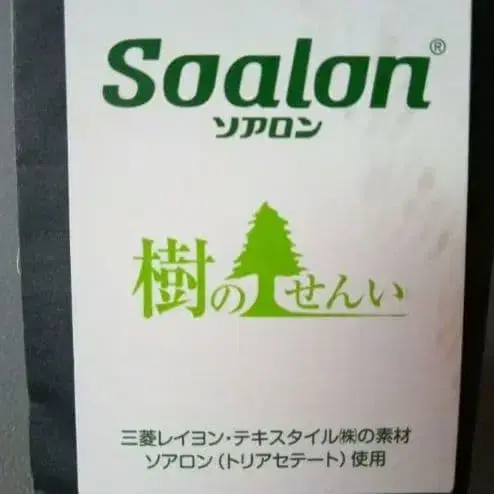 Soalon®
ソアロン
樹のせんい
三菱レイヨン・テキスタイル㈱の素材
ソアロン(トリアセテート)使用